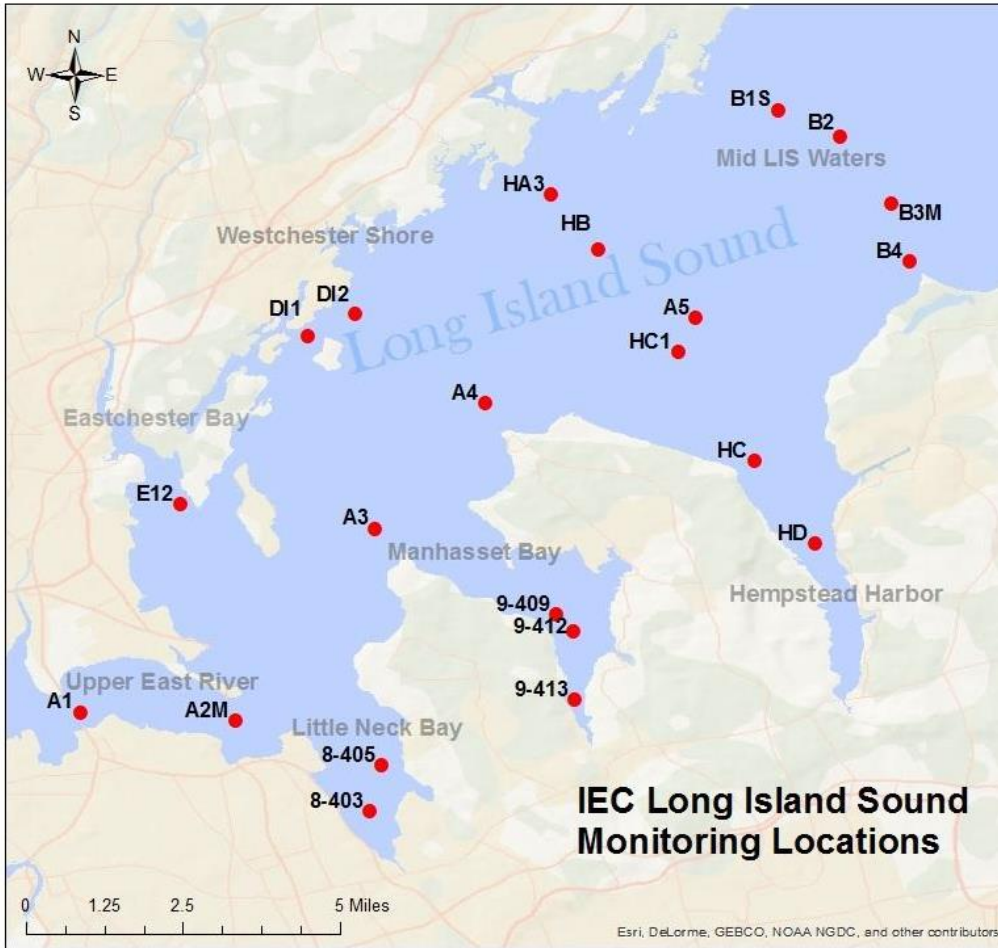 N
W E
S
B1S
B2
Mid LIS Waters
HA3
B3M
HB
Westchester Shore
B4
Long Island Sound
DI2
DI1
A5
HC1
A4
Eastchester Bay
HC
E12
A3
HD
Manhasset Bay
Hempstead Harbor
9-409
9-412
Upper East River
9-413
A1
A2M
Little Neck Bay
8-405
8-403
IEC Long Island Sound
Monitoring Locations
0 1.25 2.5 5 Miles
Esri, DeLorme, GEBCO, NOAA NGDC, and other contributors